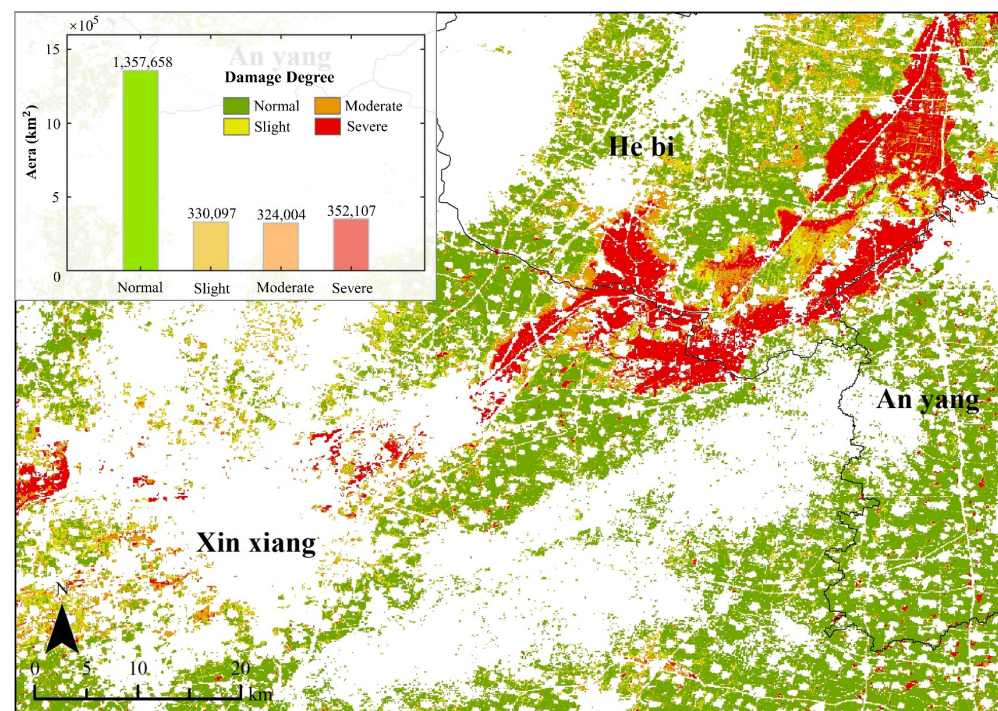 ×10⁵
15
10
5
0
Aera (km²)
An yang
Damage Degree
Normal
Moderate
Slight
Severe
1,357,658
330,097
324,004
352,107
Normal
Slight
Moderate
Severe
He bi
An yang
Xin xiang
N
0
5
10
20
km